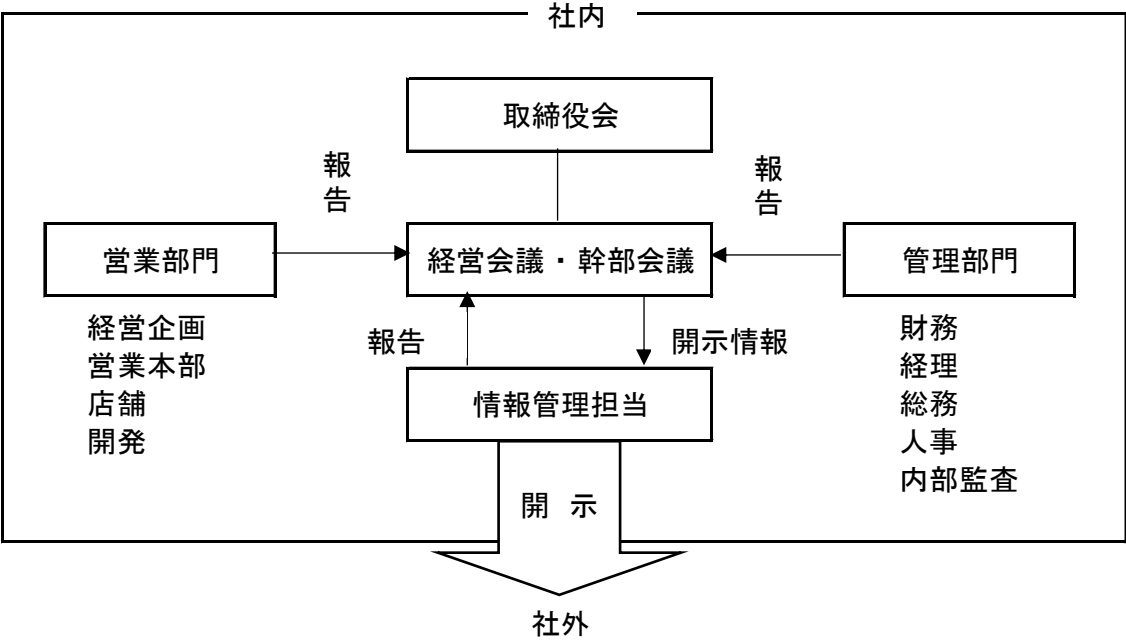 社内
取締役会
報告
報告
営業部門
経営会議・幹部会議
管理部門
経営企画
営業本部
店舗
開発
報告
開示情報
財務
経理
総務
人事
内部監査
情報管理担当
開 示
社外